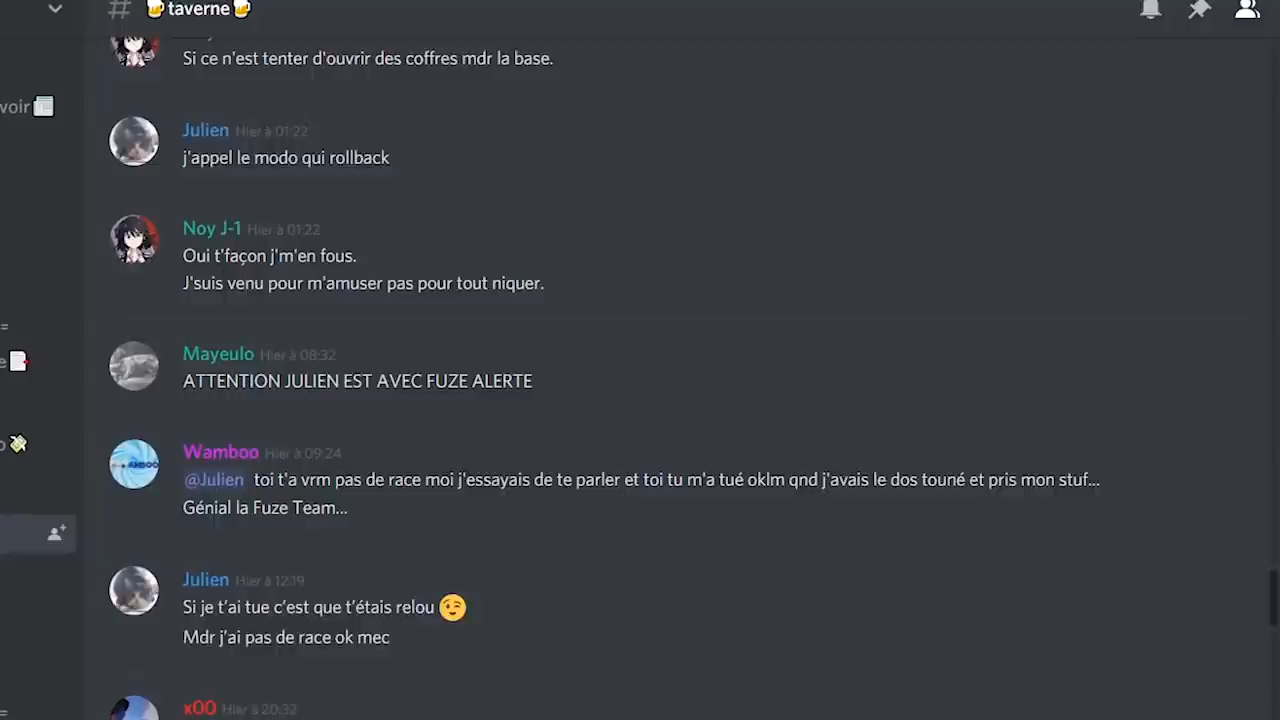 # 🍺taverne🍺
Si ce n'est tenter d'ouvrir des coffres mdr la base.
voir
Julien Hier à 01:22
j'appel le modo qui rollback
Noy J-1 Hier à 01:22
Oui t'façon j'm'en fous.
J'suis venu pour m'amuser pas pour tout niquer.
=
Mayeulo Hier à 08:32
e
ATTENTION JULIEN EST AVEC FUZE ALERTE
Wamboo Hier à 09:24
@Julien toi t'a vrm pas de race moi j'essayais de te parler et toi tu m'a tué oklm qnd j'avais le dos touné et pris mon stuf...
Génial la Fuze Team...
Julien Hier à 12:19
Si je t'ai tue c'est que t'étais relou 😉
Mdr j'ai pas de race ok mec
x00 Hier à 20:32
=